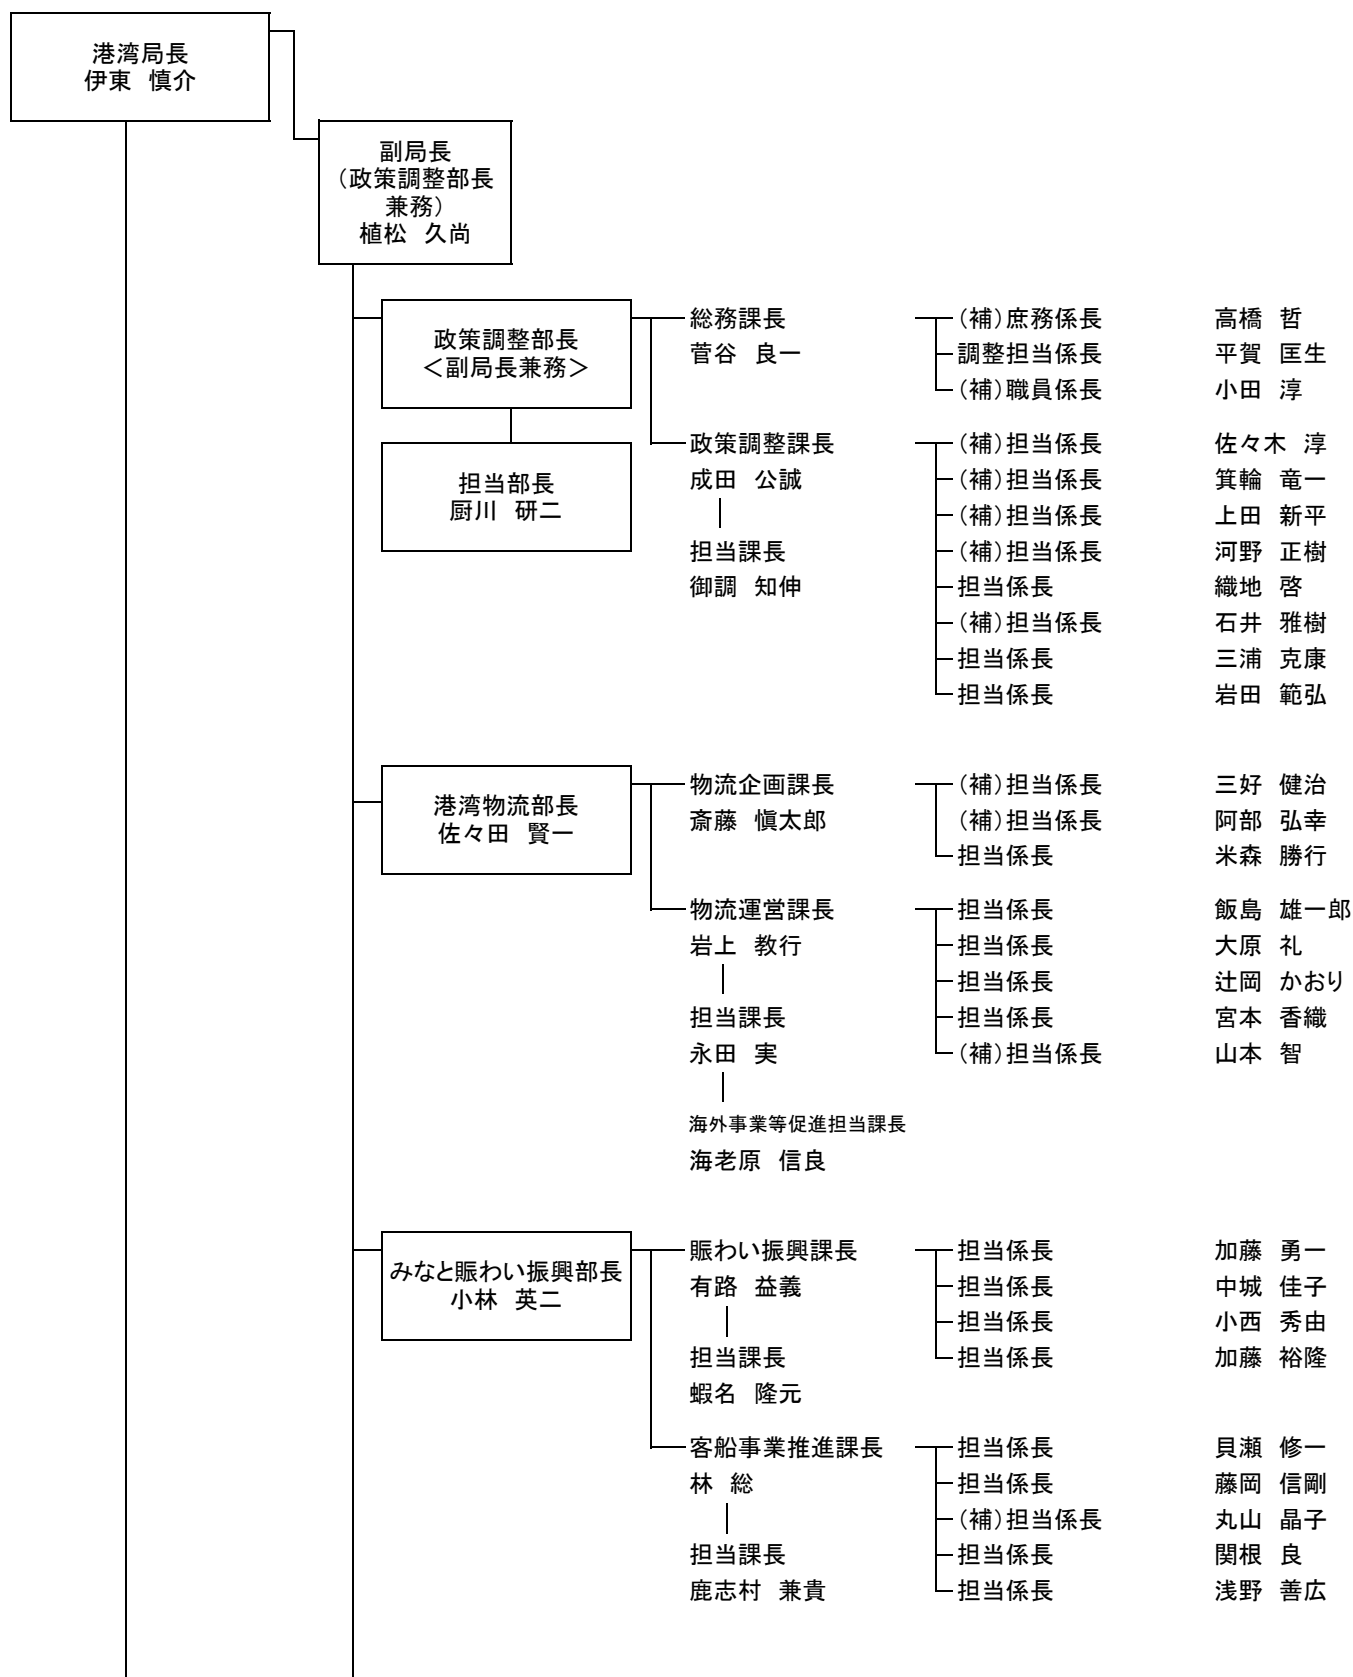 港湾局長
伊東 慎介
副局長
（政策調整部長
兼務）
植松 久尚
政策調整部長
＜副局長兼務＞
担当部長
厨川 研二
総務課長 （補）庶務係長 高橋 哲
菅谷 良一 調整担当係長 平賀 匡生
（補）職員係長 小田 淳
政策調整課長 （補）担当係長 佐々木 淳
成田 公誠 （補）担当係長 箕輪 竜一
（補）担当係長 上田 新平
担当課長 （補）担当係長 河野 正樹
御調 知伸 担当係長 織地 啓
（補）担当係長 石井 雅樹
担当係長 三浦 克康
担当係長 岩田 範弘
港湾物流部長
佐々田 賢一
物流企画課長 （補）担当係長 三好 健治
斎藤 愼太郎 （補）担当係長 阿部 弘幸
担当係長 米森 勝行
物流運営課長 担当係長 飯島 雄一郎
岩上 教行 担当係長 大原 礼
担当係長 辻岡 かおり
担当課長 担当係長 宮本 香織
永田 実 （補）担当係長 山本 智
海外事業等促進担当課長
海老原 信良
みなと賑わい振興部長
小林 英二
賑わい振興課長 担当係長 加藤 勇一
有路 益義 担当係長 中城 佳子
担当係長 小西 秀由
担当課長 担当係長 加藤 裕隆
蝦名 隆元
客船事業推進課長 担当係長 貝瀬 修一
林 総 担当係長 藤岡 信剛
（補）担当係長 丸山 晶子
担当課長 担当係長 関根 良
鹿志村 兼貴 担当係長 浅野 善広